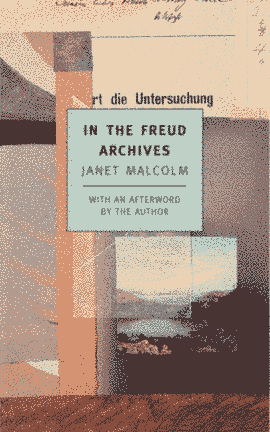 rt die Untersuchung
IN THE FREUD
ARCHIVES
JANET MALCOLM
WITH AN AFTERWORD
BY THE AUTHOR